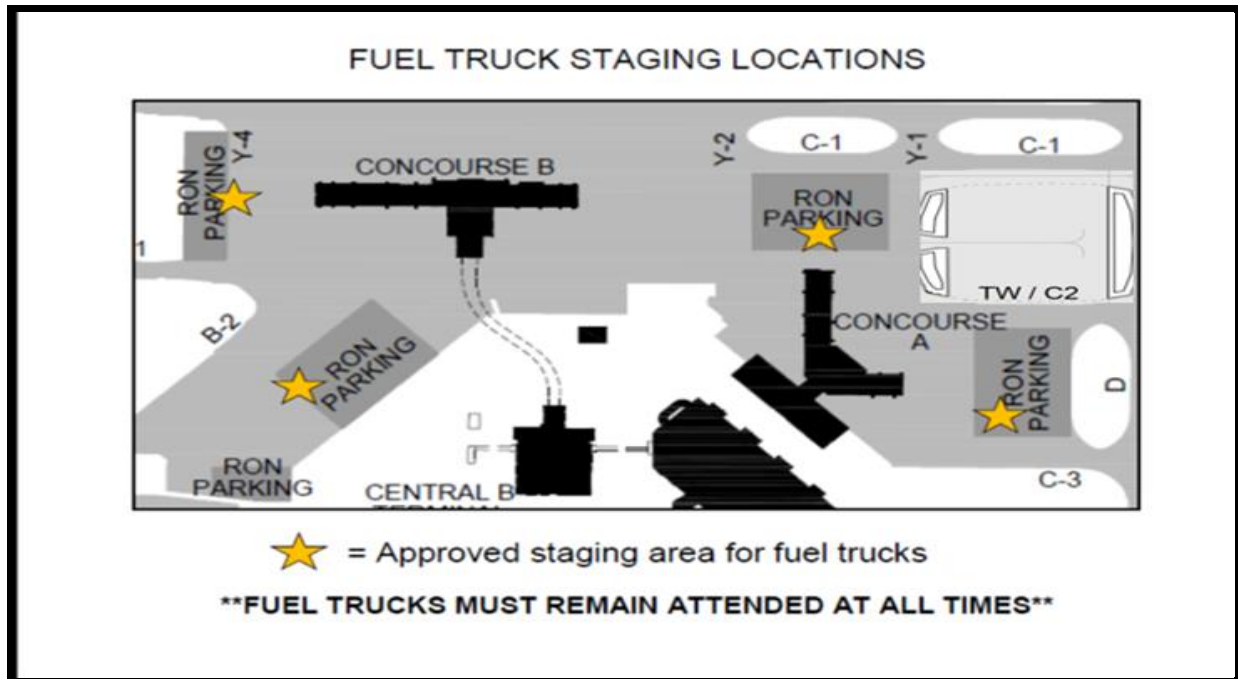 FUEL TRUCK STAGING LOCATIONS
Y-4
RON
PARKING
CONCOURSE B
Y-2
C-1
Y-1
C-1
RON
PARKING
1
B-2
TW / C2
CONCOURSE
A
RON
PARKING
RON
PARKING
D
RON
PARKING
C-3
CENTRAL B
TERMINAL
= Approved staging area for fuel trucks
**FUEL TRUCKS MUST REMAIN ATTENDED AT ALL TIMES**